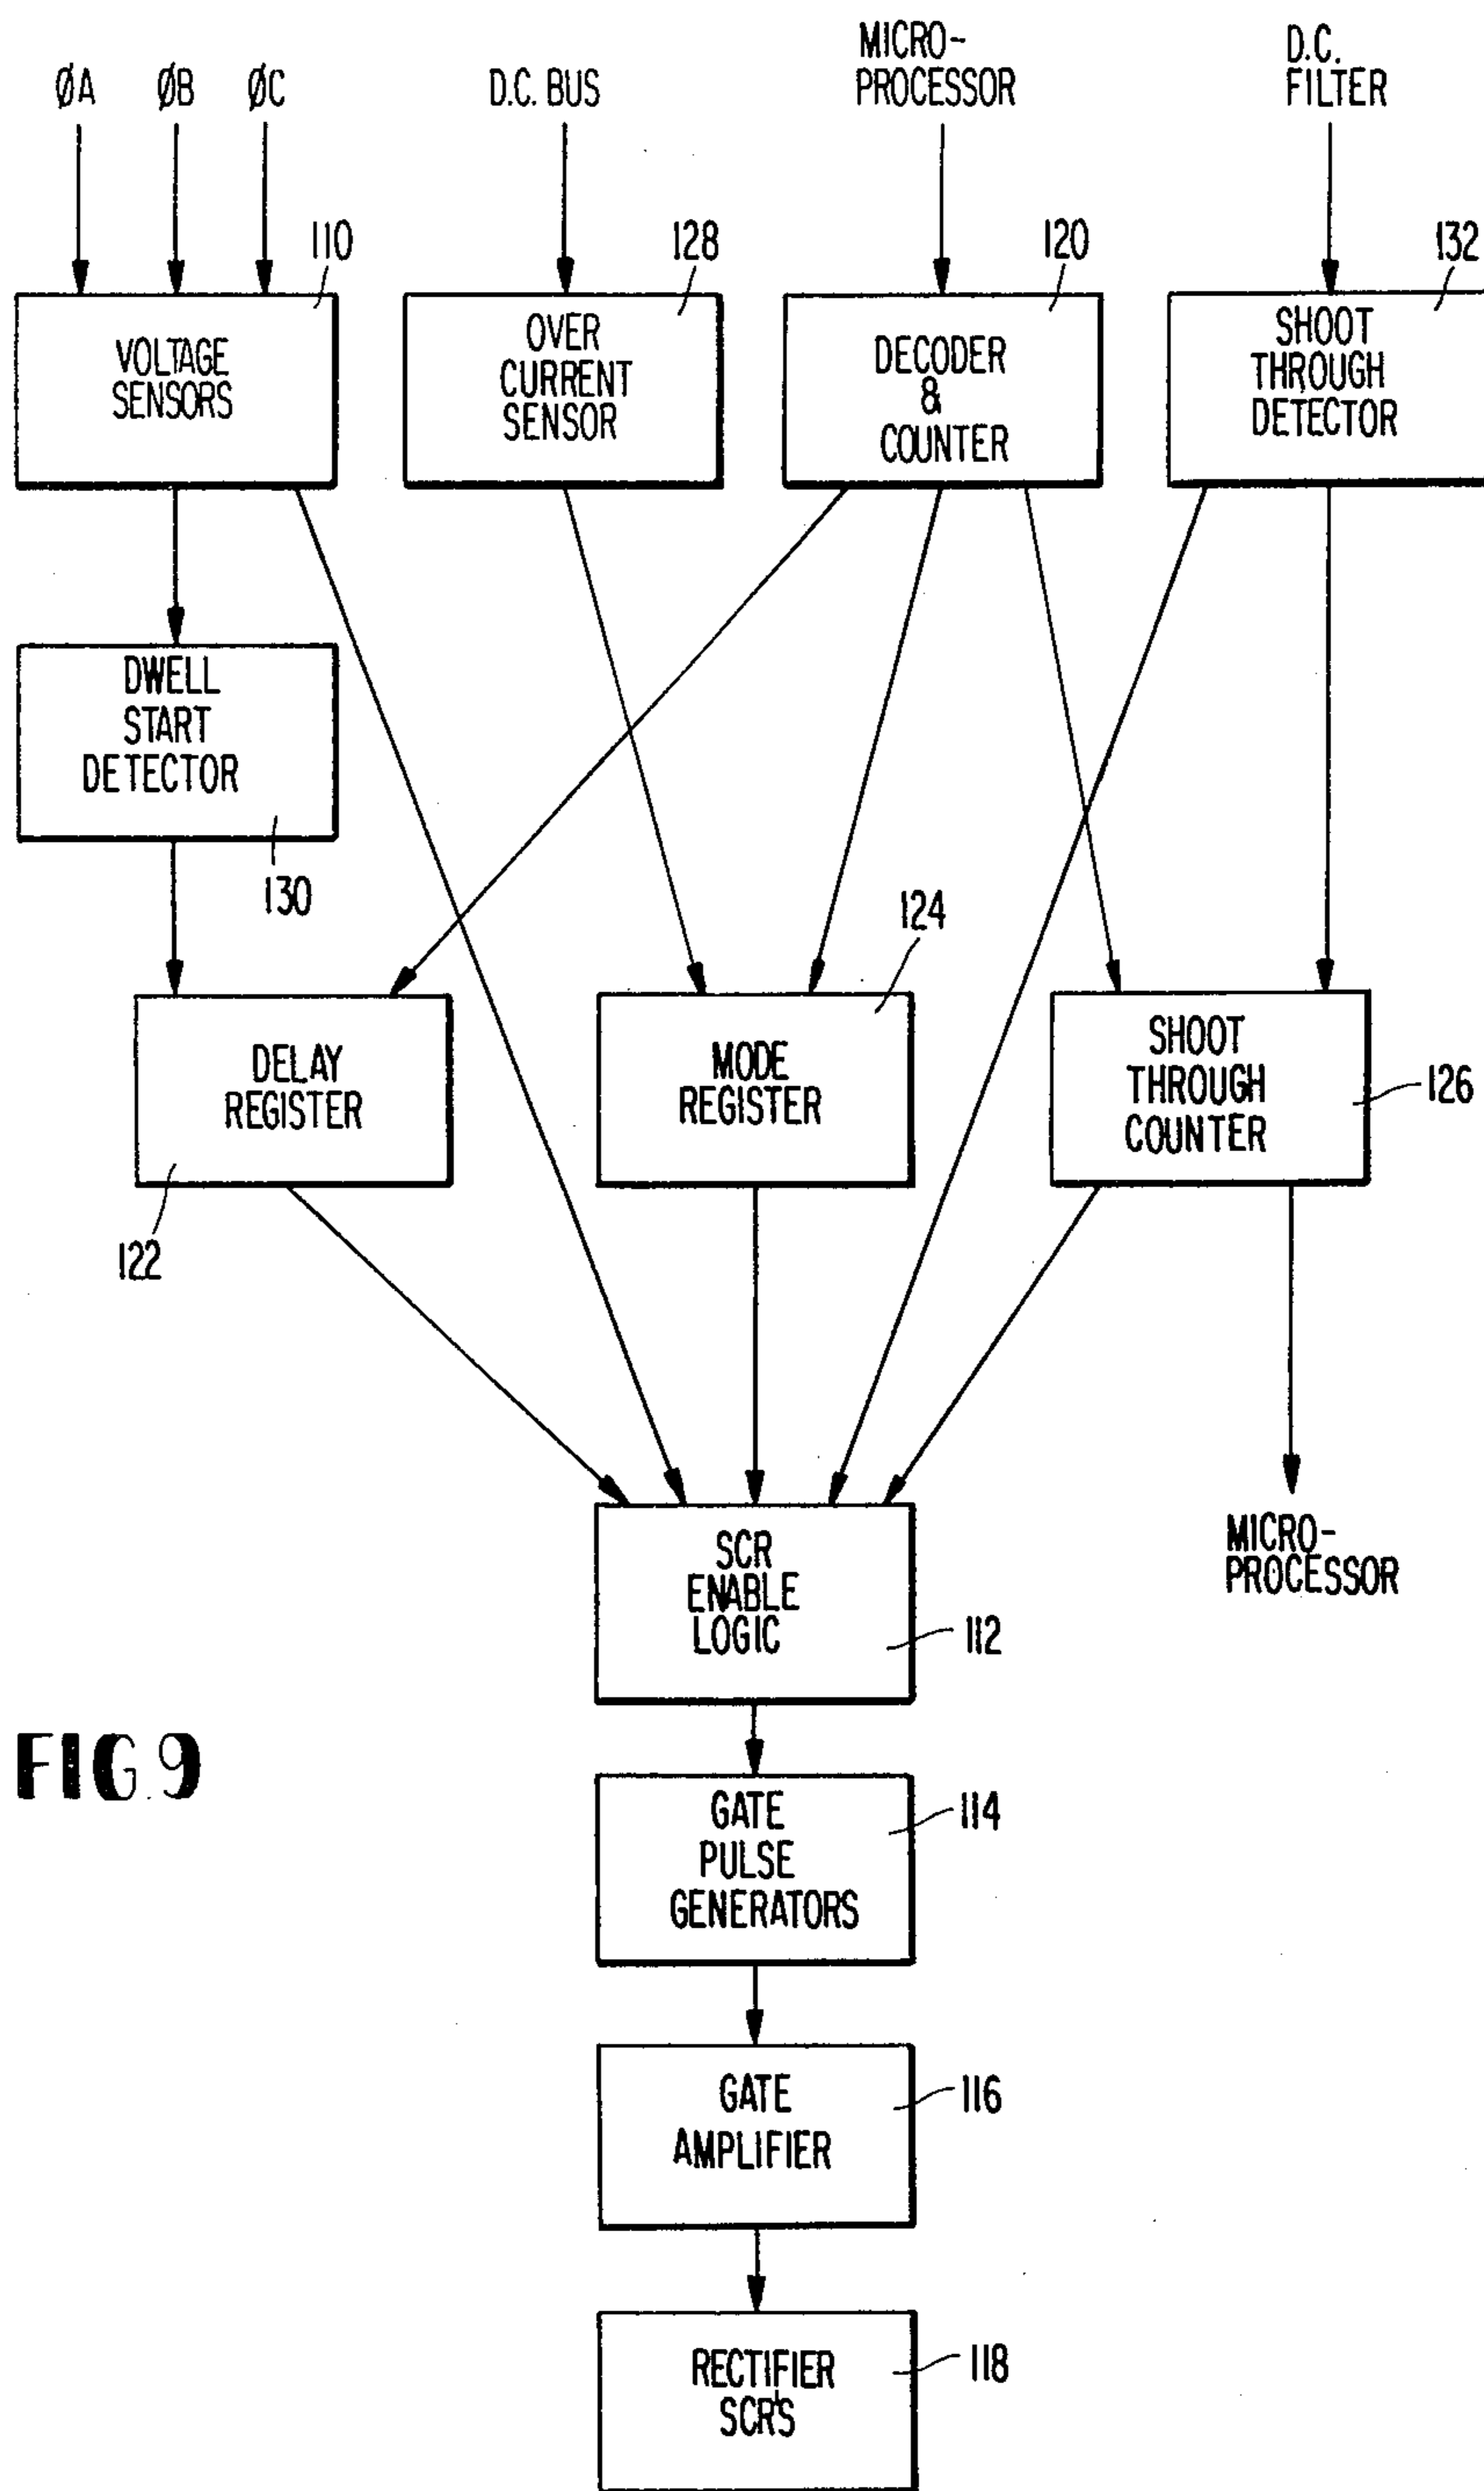 ØA ØB ØC
D.C. BUS
MICRO-
PROCESSOR
D.C.
FILTER
110
128
120
132
VOLTAGE
SENSORS
OVER
CURRENT
SENSOR
DECODER
&
COUNTER
SHOOT
THROUGH
DETECTOR
DWELL
START
DETECTOR
130
124
DELAY
REGISTER
MODE
REGISTER
SHOOT
THROUGH
COUNTER
126
122
SCR
ENABLE
LOGIC
112
MICRO-
PROCESSOR
FIG. 9
GATE
PULSE
GENERATORS
114
GATE
AMPLIFIER
116
RECTIFIER
SCR'S
118